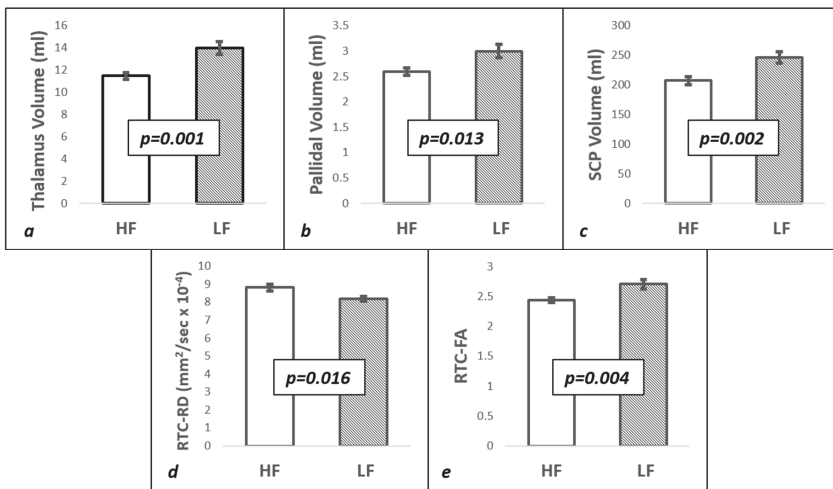 Thalamus Volume (ml)
16
14
12
10
8
6
4
2
0
p=0.001
HF LF
a
Pallidal Volume (ml)
3.5
3
2.5
2
1.5
1
0.5
0
p=0.013
HF LF
b
SCP Volume (ml)
300
250
200
150
100
50
0
p=0.002
HF LF
c
RTC-RD (mm²/sec x 10⁻⁴)
10
9
8
7
6
5
4
3
2
1
0
p=0.016
HF LF
d
RTC-FA
3
2.5
2
1.5
1
0.5
0
p=0.004
HF LF
e